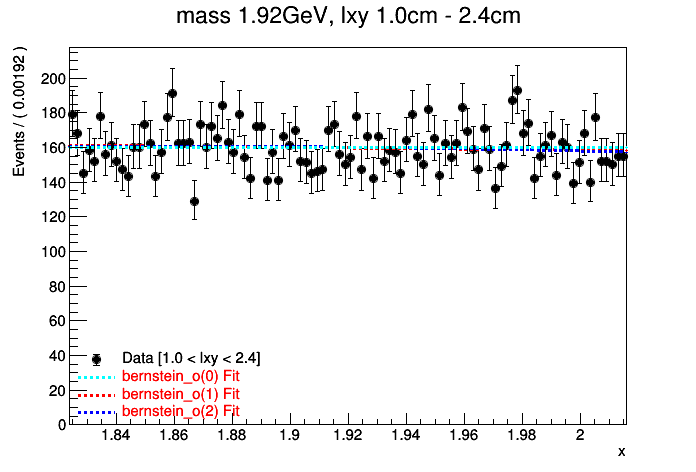 mass 1.92GeV, lxy 1.0cm - 2.4cm
Events / ( 0.00192 )
200
180
160
140
120
100
80
60
40
20
0
Data [1.0 < lxy < 2.4]
bernstein_o(0) Fit
bernstein_o(1) Fit
bernstein_o(2) Fit
1.84 1.86 1.88 1.9 1.92 1.94 1.96 1.98 2
x